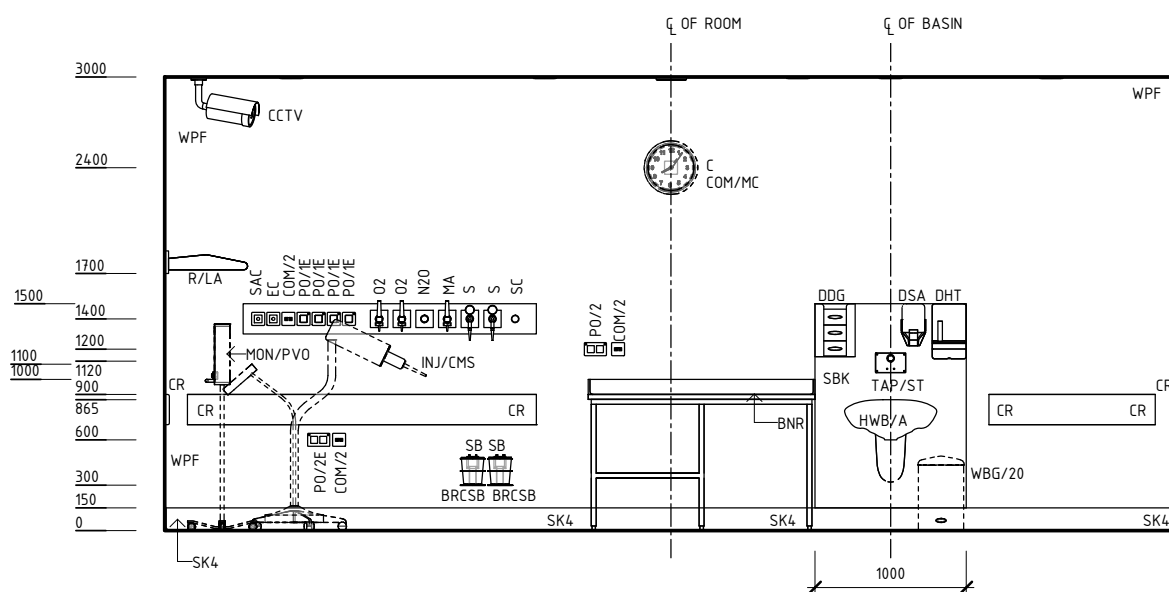 ℄ OF ROOM
℄ OF BASIN
3000
CCTV
WPF
WPF
2400
C
COM/MC
R/LA
1700
SAC
EC
COM/2
PO/1E
PO/1E
PO/1E
PO/1E
O2
O2
N2O
MA
S
S
SC
1500
1400
DDG
DSA
DHT
PO/2
COM/2
1200
MON/PVO
INJ/CMS
1100
1120
1000
SBK
TAP/ST
900
CR
CR
865
CR
CR
CR
CR
BNR
HWB/A
600
PO/2E
COM/2
SB
SB
WPF
WBG/20
300
BRCSB
BRCSB
150
SK4
SK4
SK4
0
SK4
1000